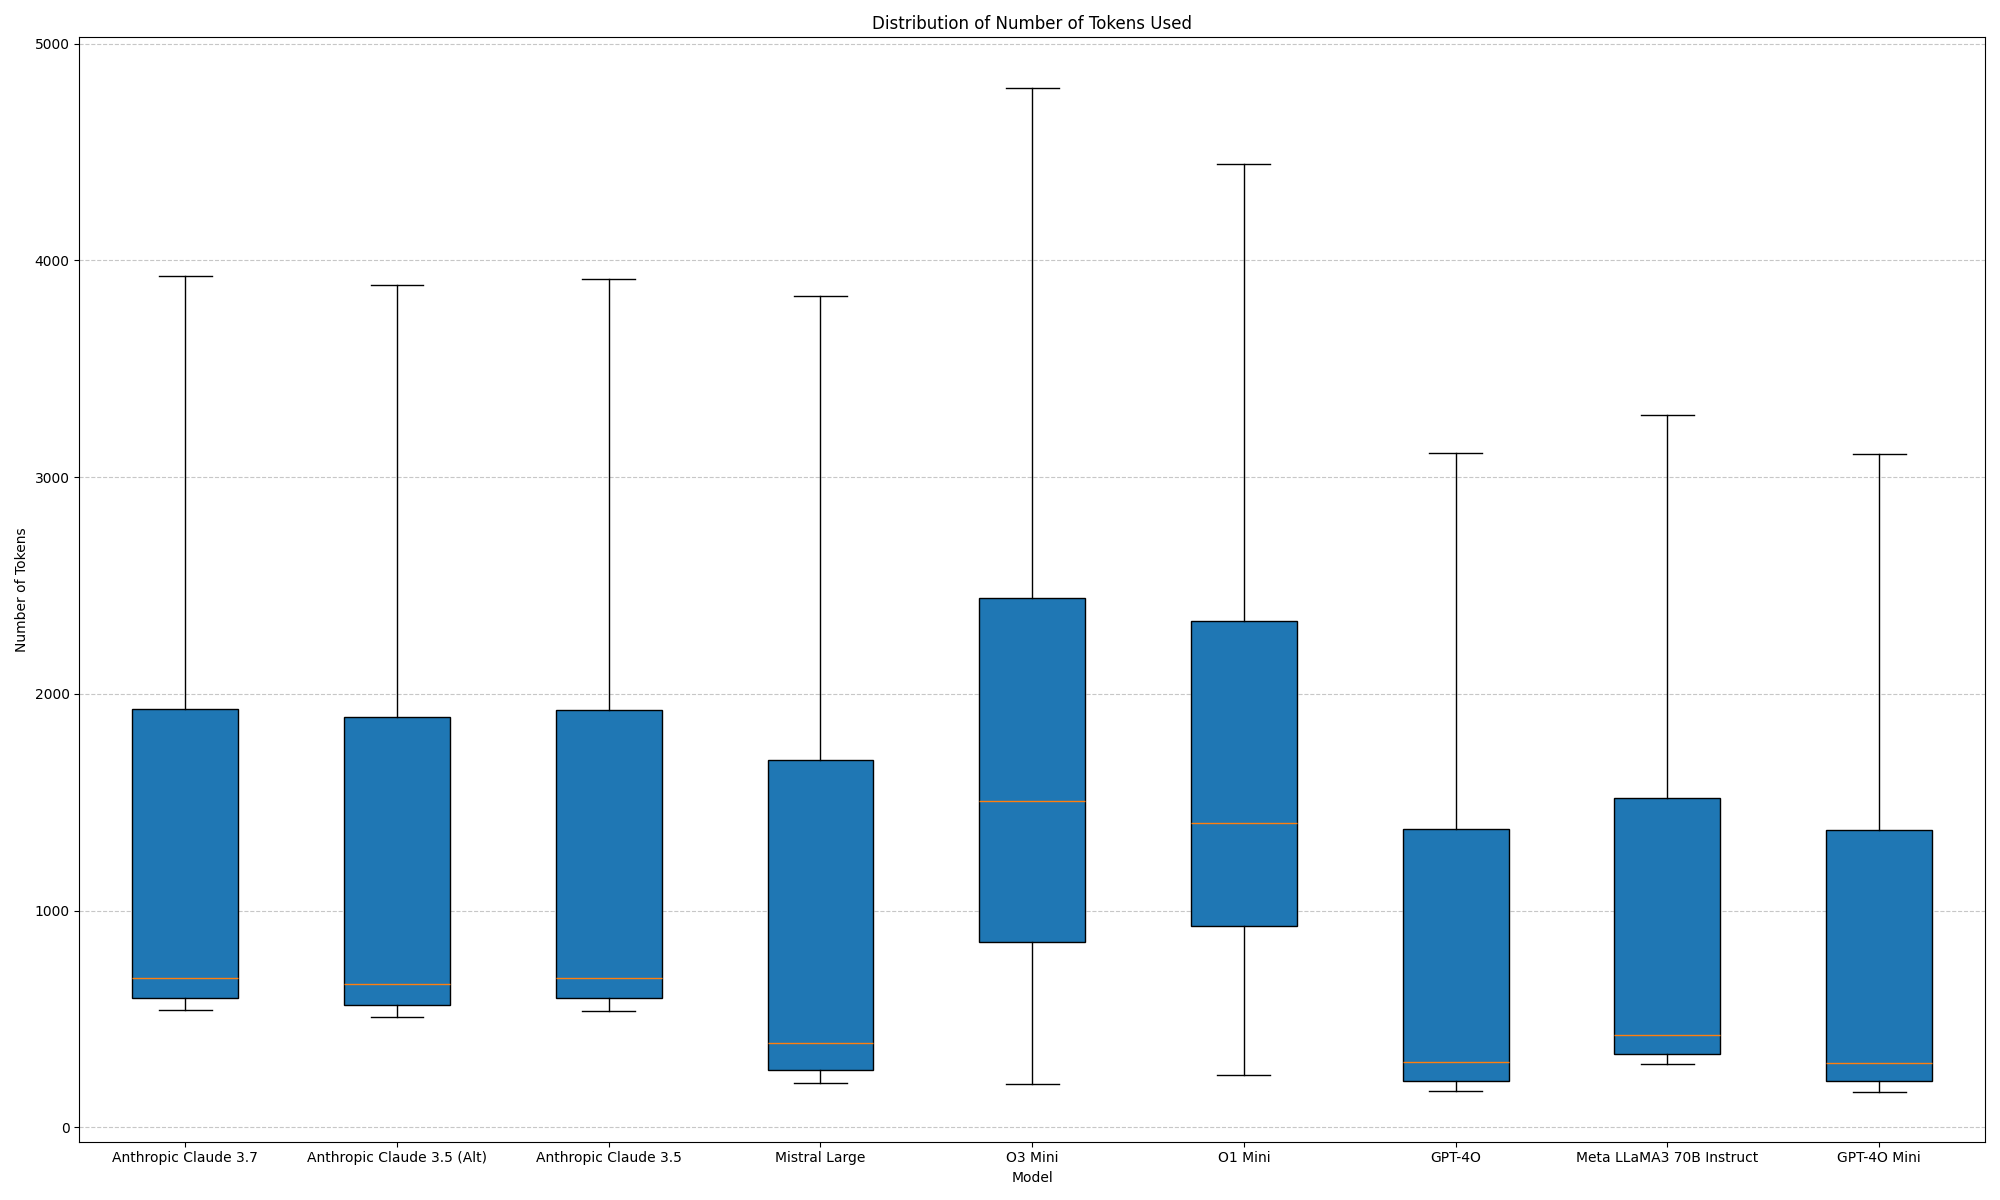 Distribution of Number of Tokens Used
Number of Tokens
5000
4000
3000
2000
1000
0
Anthropic Claude 3.7
Anthropic Claude 3.5 (Alt)
Anthropic Claude 3.5
Mistral Large
O3 Mini
O1 Mini
GPT-4O
Meta LLaMA3 70B Instruct
GPT-4O Mini
Model